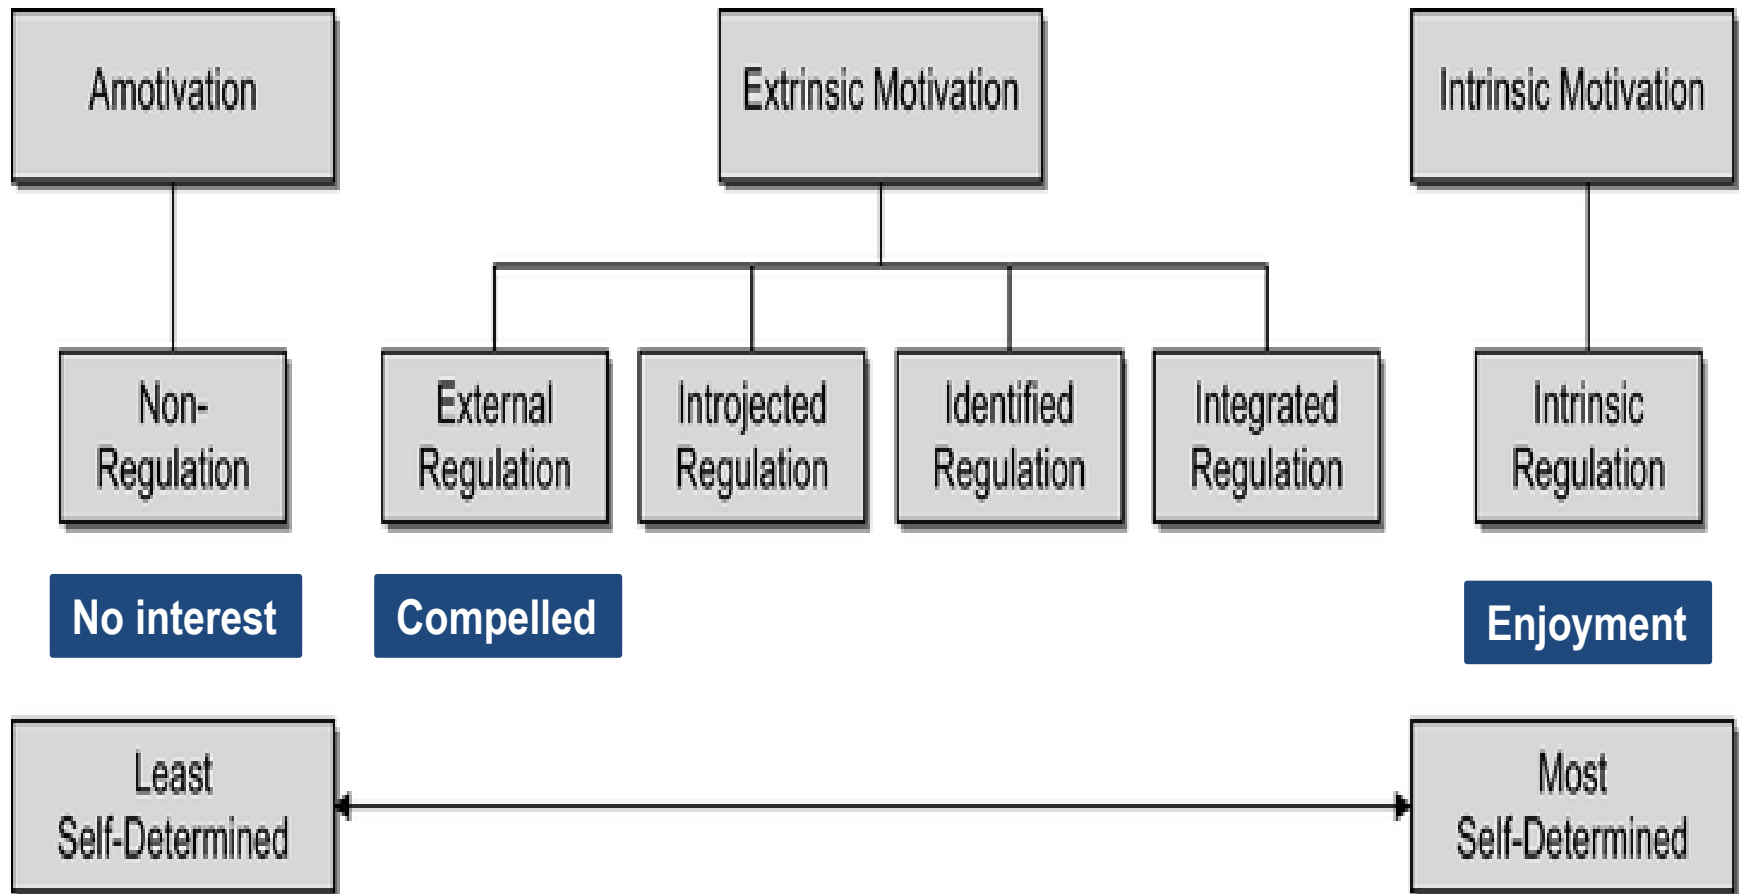 Amotivation
Extrinsic Motivation
Intrinsic Motivation
Non-
Regulation
External
Regulation
Introjected
Regulation
Identified
Regulation
Integrated
Regulation
Intrinsic
Regulation
No interest
Compelled
Enjoyment
Least
Self-Determined
Most
Self-Determined